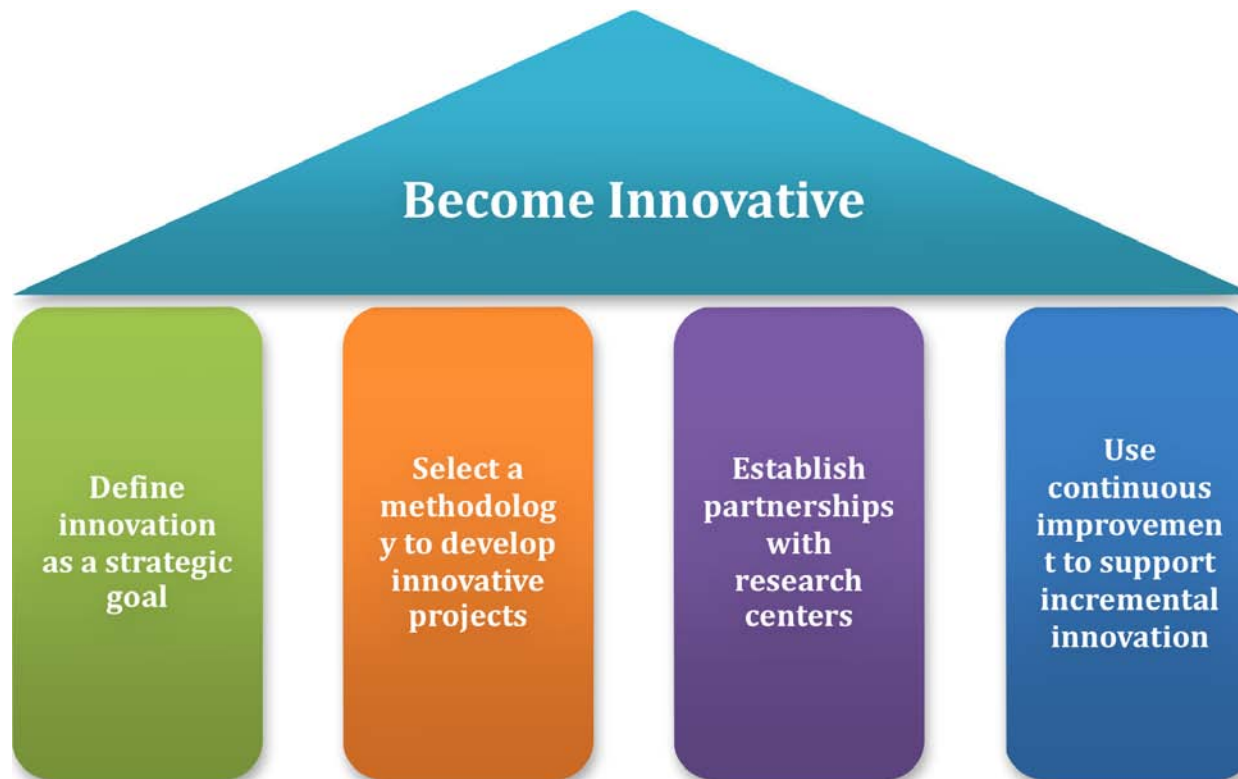 Become Innovative
Define
innovation
as a strategic
goal
Select a
methodolog
y to develop
innovative
projects
Establish
partnerships
with
research
centers
Use
continuous
improvemen
t to support
incremental
innovation